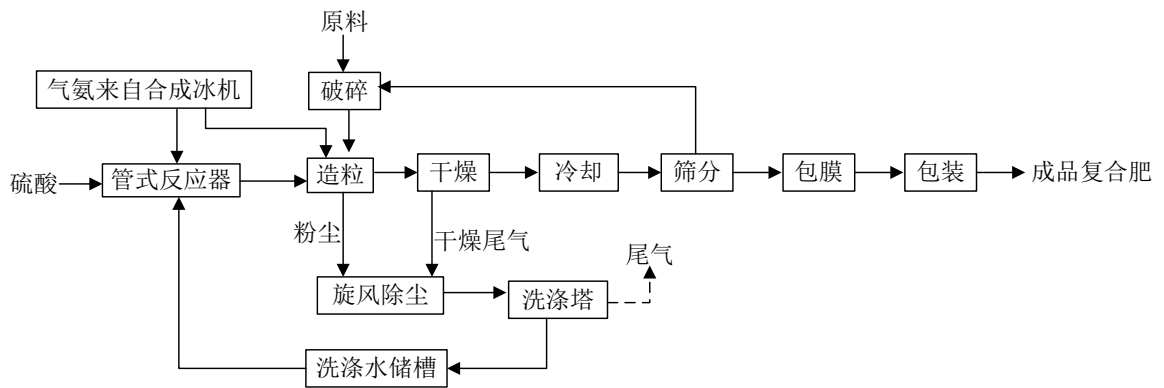 原料
气氨来自合成冰机
破碎
硫酸
管式反应器
造粒
干燥
冷却
筛分
包膜
包装
成品复合肥
粉尘
干燥尾气
尾气
旋风除尘
洗涤塔
洗涤水储槽